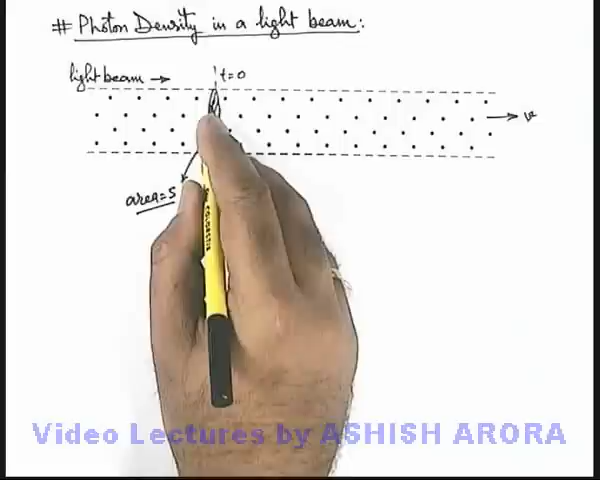 # Photon Density in a light beam:
light beam →
t=0
v
area=S
Video Lectures by ASHISH ARORA